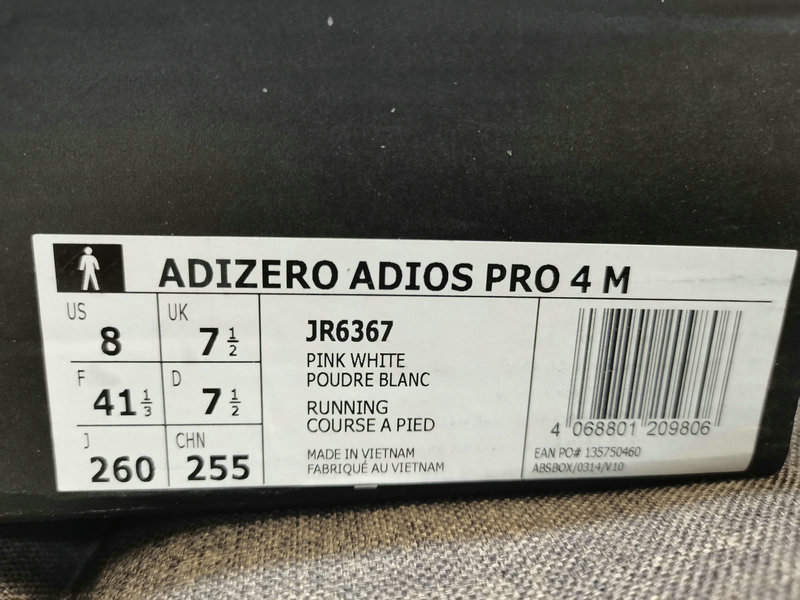 ADIZERO ADIOS PRO 4 M
US 8
UK 7 1/2
F 41 1/3
D 7 1/2
J 260
CHN 255
JR6367
PINK WHITE
POUDRE BLANC
RUNNING
COURSE A PIED
MADE IN VIETNAM
FABRIQUÉ AU VIETNAM
4 068801 209806
EAN PO# 135750460
ABSBOX/0314/V10